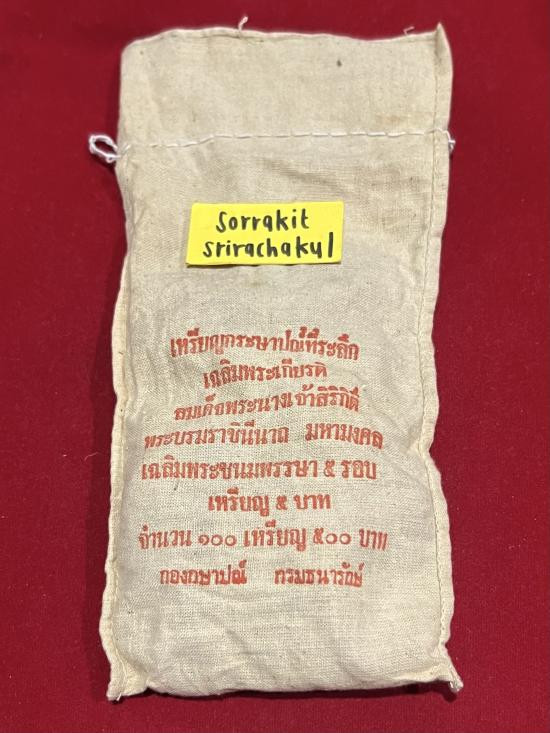 sorrakit
srirachakul
เหรียญกระษาปณ์ที่ระลึก
เฉลิมพระเกียรติ
สมเด็จพระนางเจ้าสิริกิติ์
พระบรมราชินีนาถ มหามงคล
เฉลิมพระชนมพรรษา ๕ รอบ
เหรียญ ๕ บาท
จำนวน ๑๐๐ เหรียญ ๕๐๐ บาท
กองกษาปณ์ กรมธนารักษ์